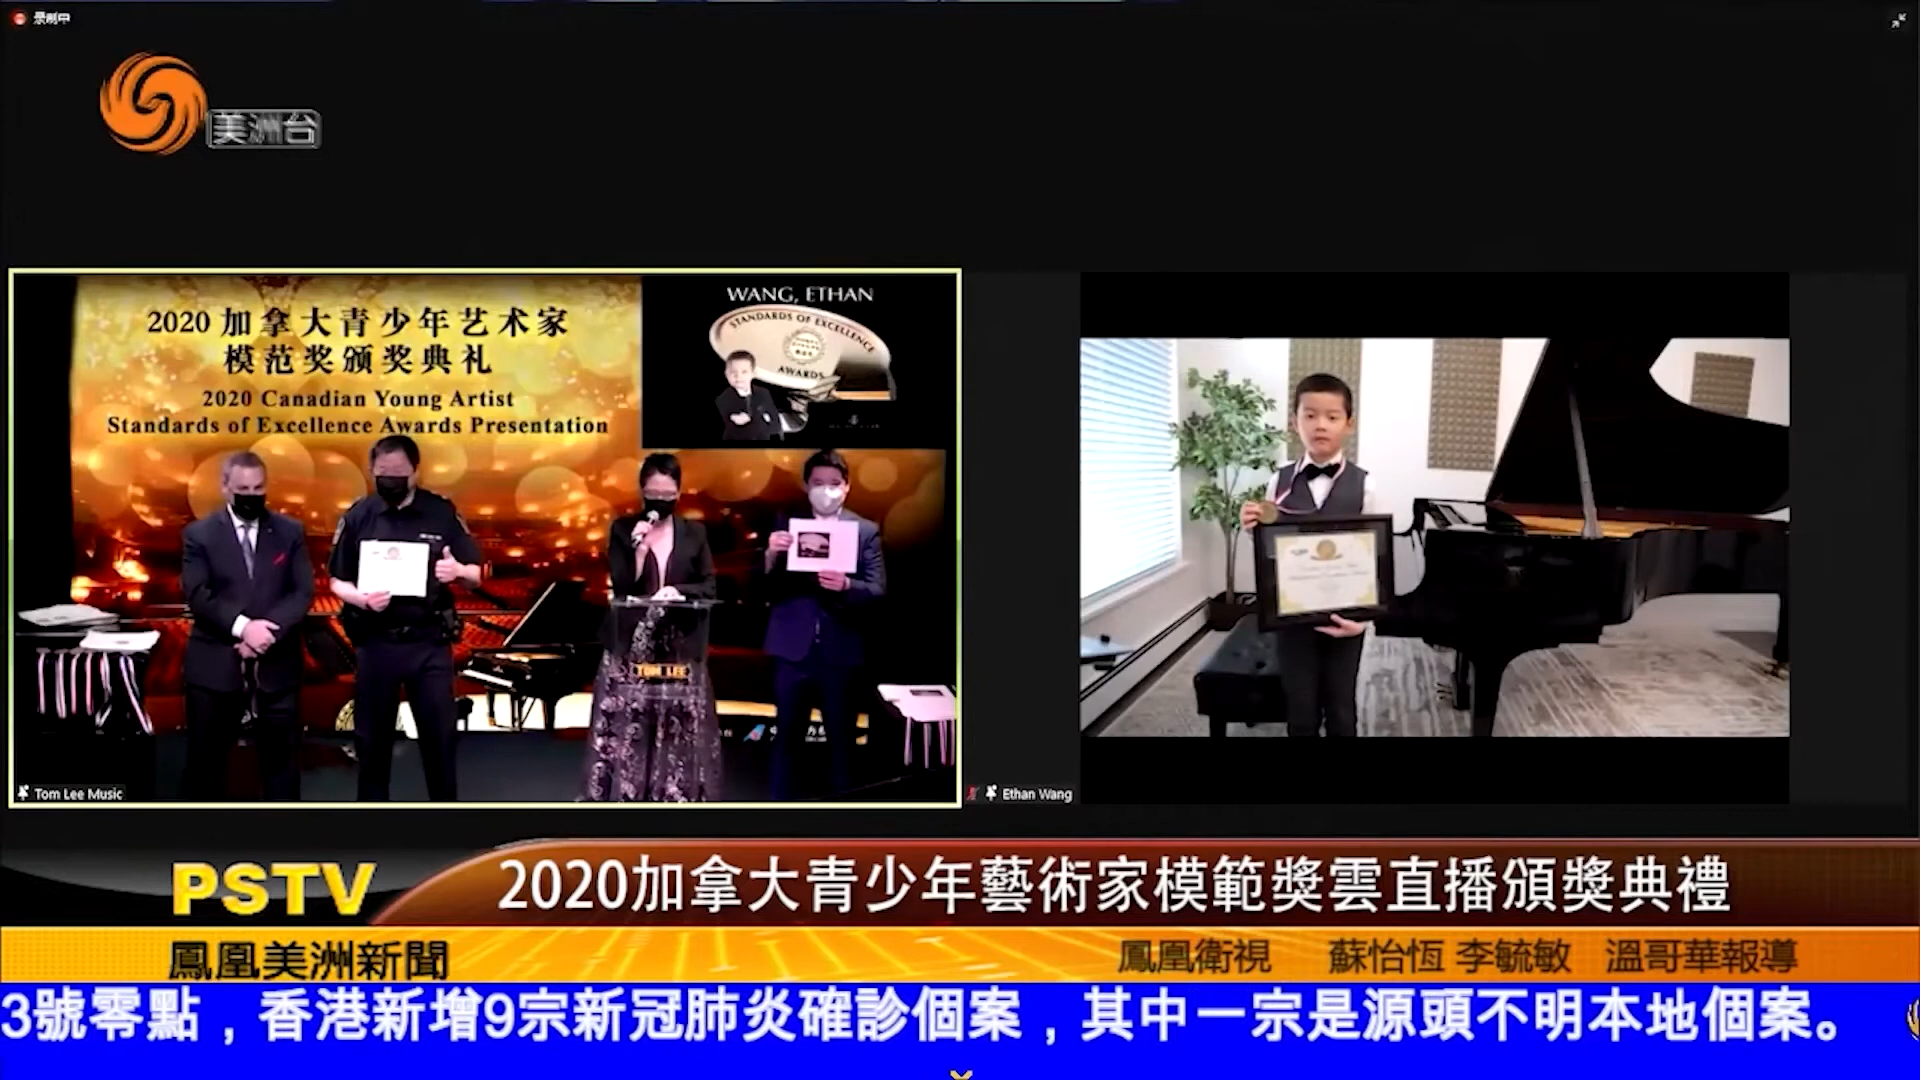 录制中
美洲台
2020 加拿大青少年艺术家
模范奖颁奖典礼
2020 Canadian Young Artist
Standards of Excellence Awards Presentation
WANG, ETHAN
STANDARDS OF EXCELLENCE
AWARDS
TOM LEE
Tom Lee Music
Ethan Wang
PSTV
2020加拿大青少年藝術家模範獎雲直播頒獎典禮
鳳凰美洲新聞
鳳凰衛視 蘇怡恆 李毓敏 溫哥華報導
3號零點，香港新增9宗新冠肺炎確診個案，其中一宗是源頭不明本地個案。